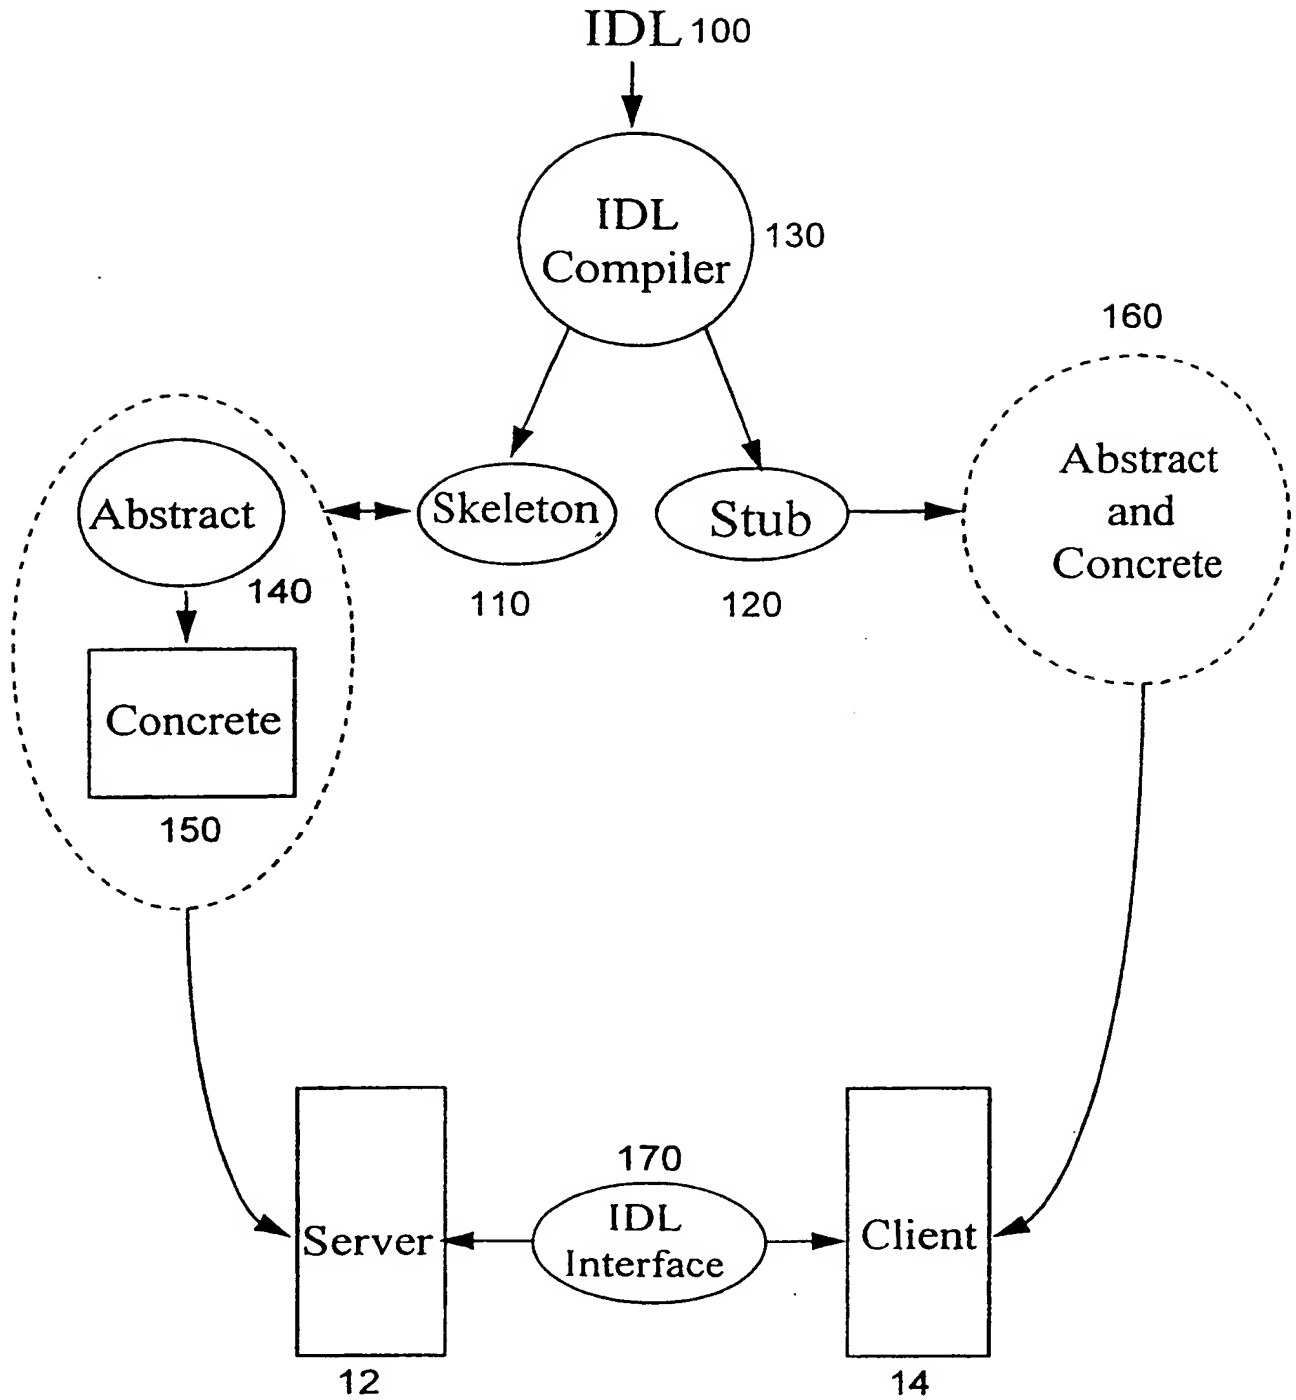 IDL 100
IDL
Compiler
130
160
Abstract
and
Concrete
Abstract
140
Skeleton
110
Stub
120
Concrete
150
170
IDL
Interface
Server
12
Client
14